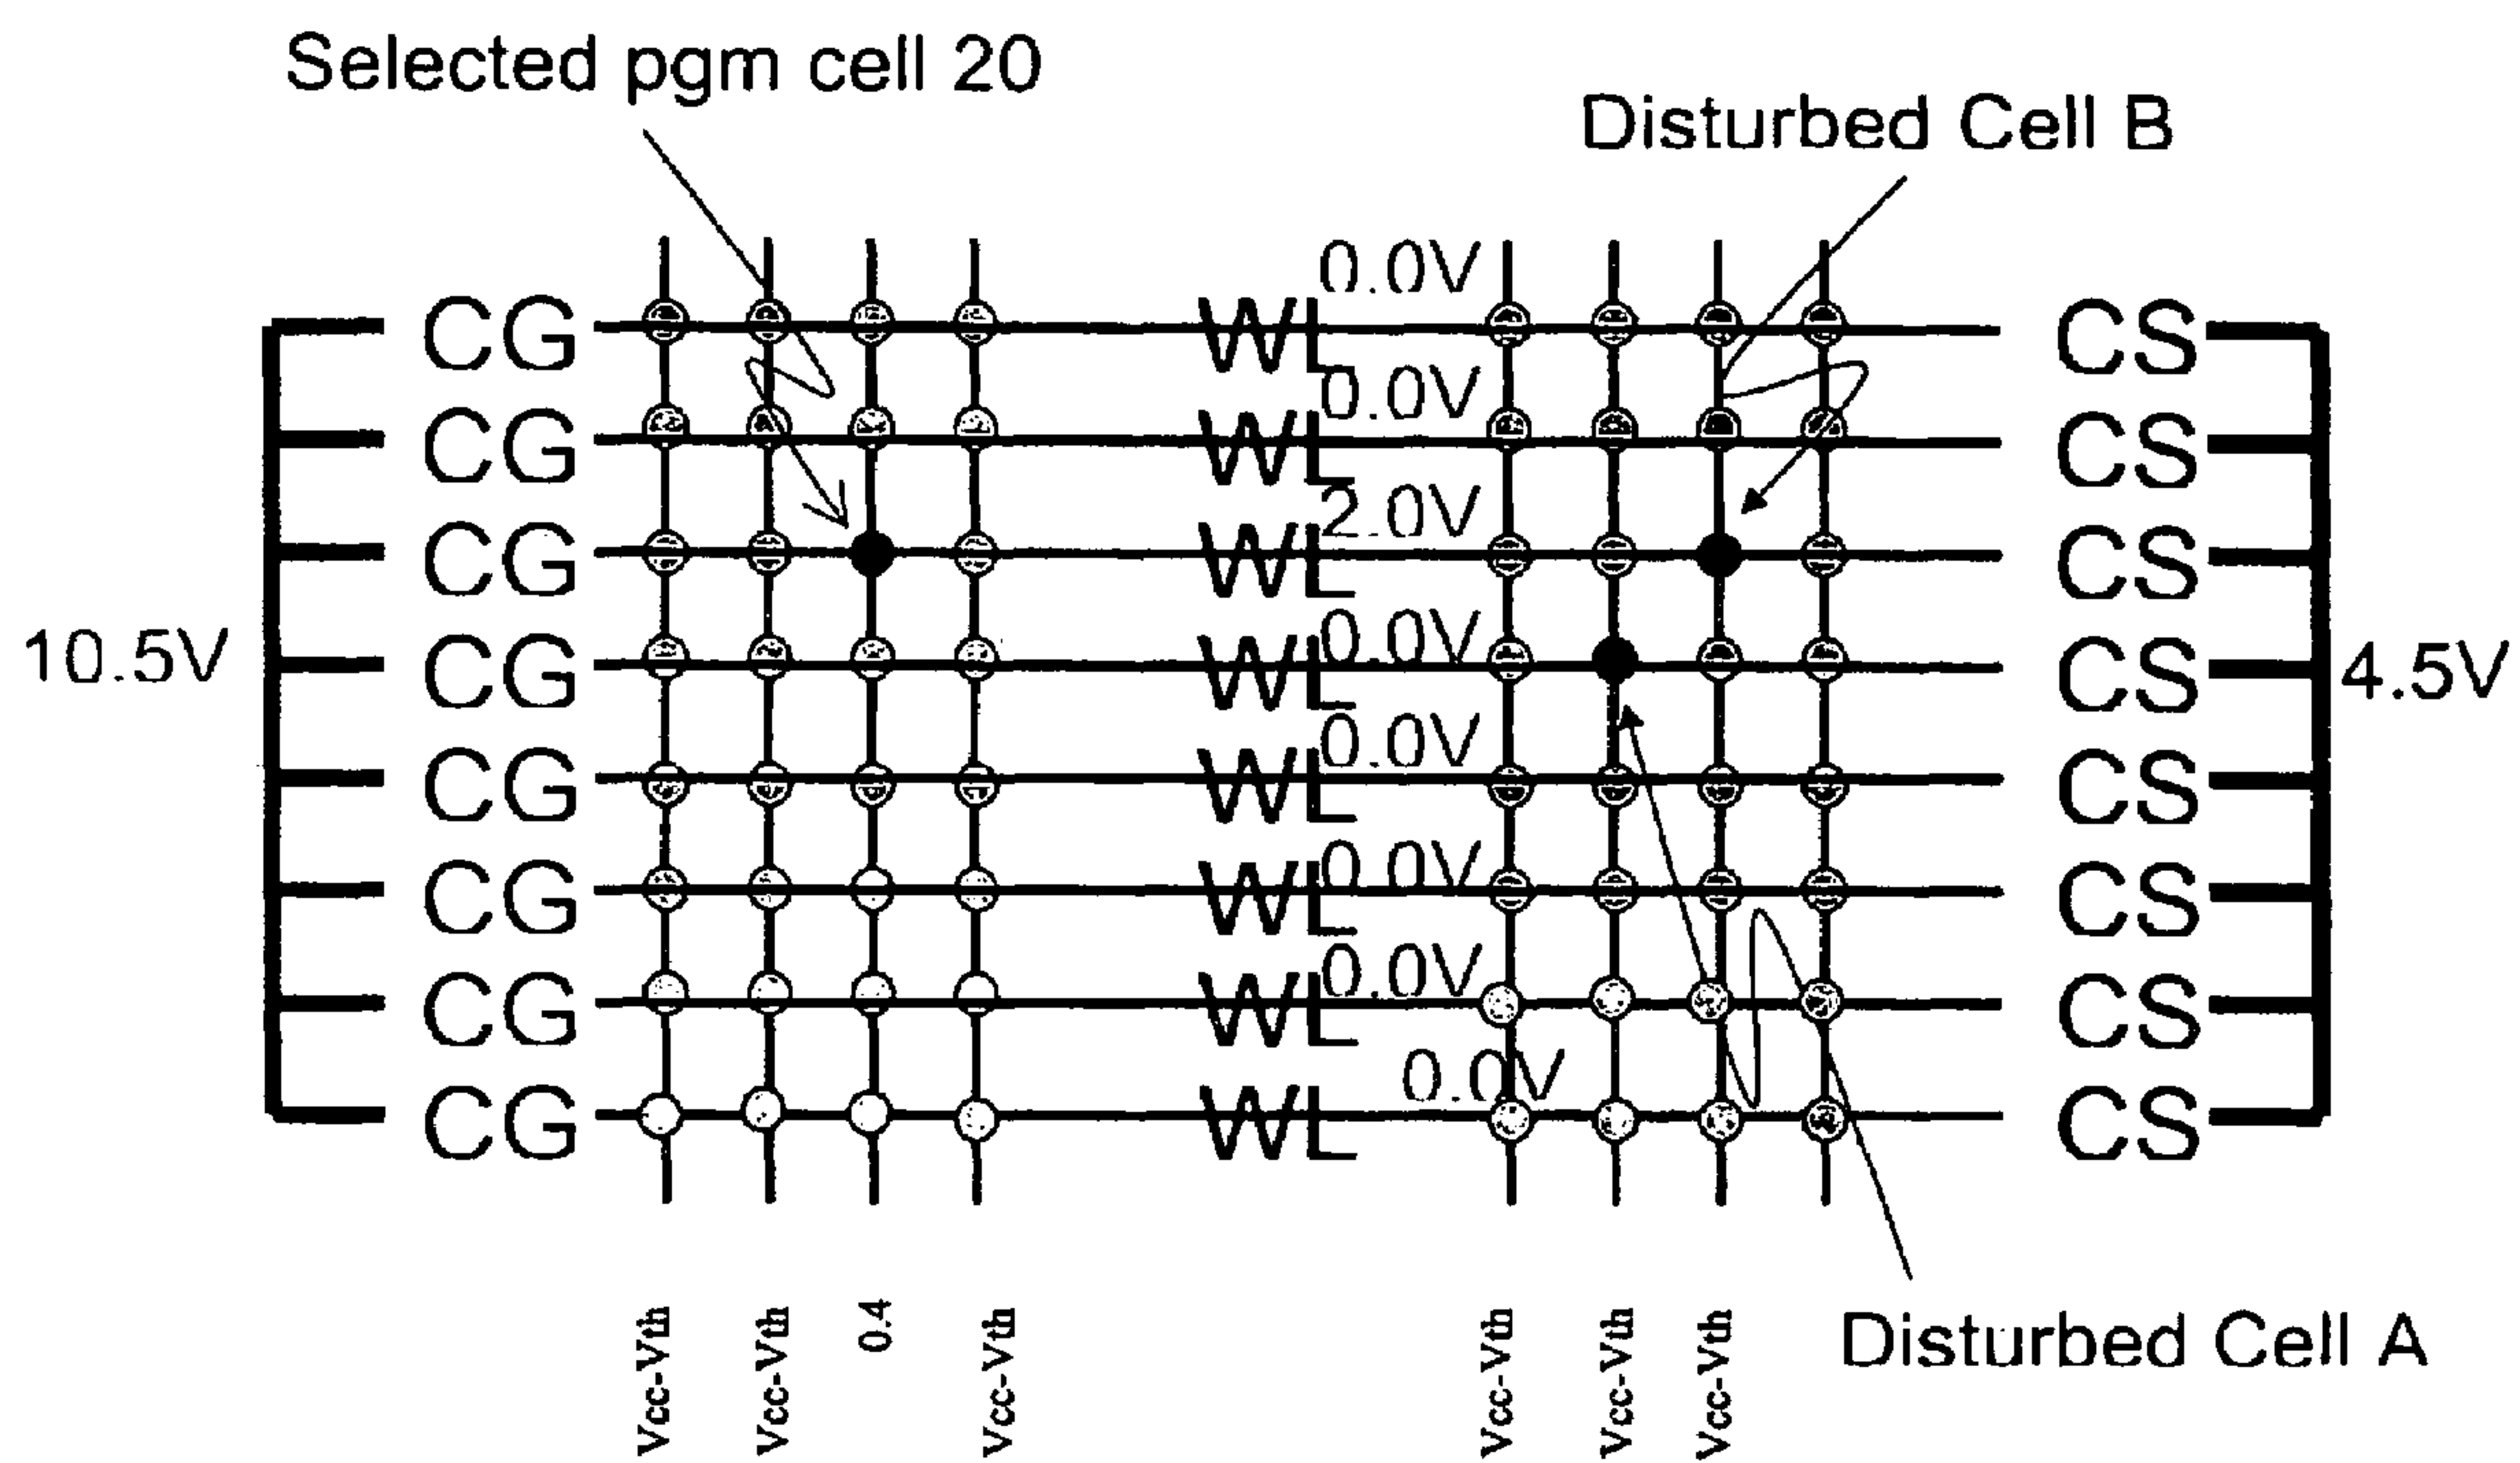 Selected pgm cell 20
Disturbed Cell B
0.0V
CG WL CS
0.0V
CG WL CS
2.0V
CG WL CS
0.0V
10.5V CG WL CS 4.5V
0.0V
CG WL CS
0.0V
CG WL CS
0.0V
CG WL CS
0.0V
CG WL CS
Vcc-Vth Vcc-Vth 0.4 Vcc-Vth Vcc-Vth Vcc-Vth Vcc-Vth
Disturbed Cell A